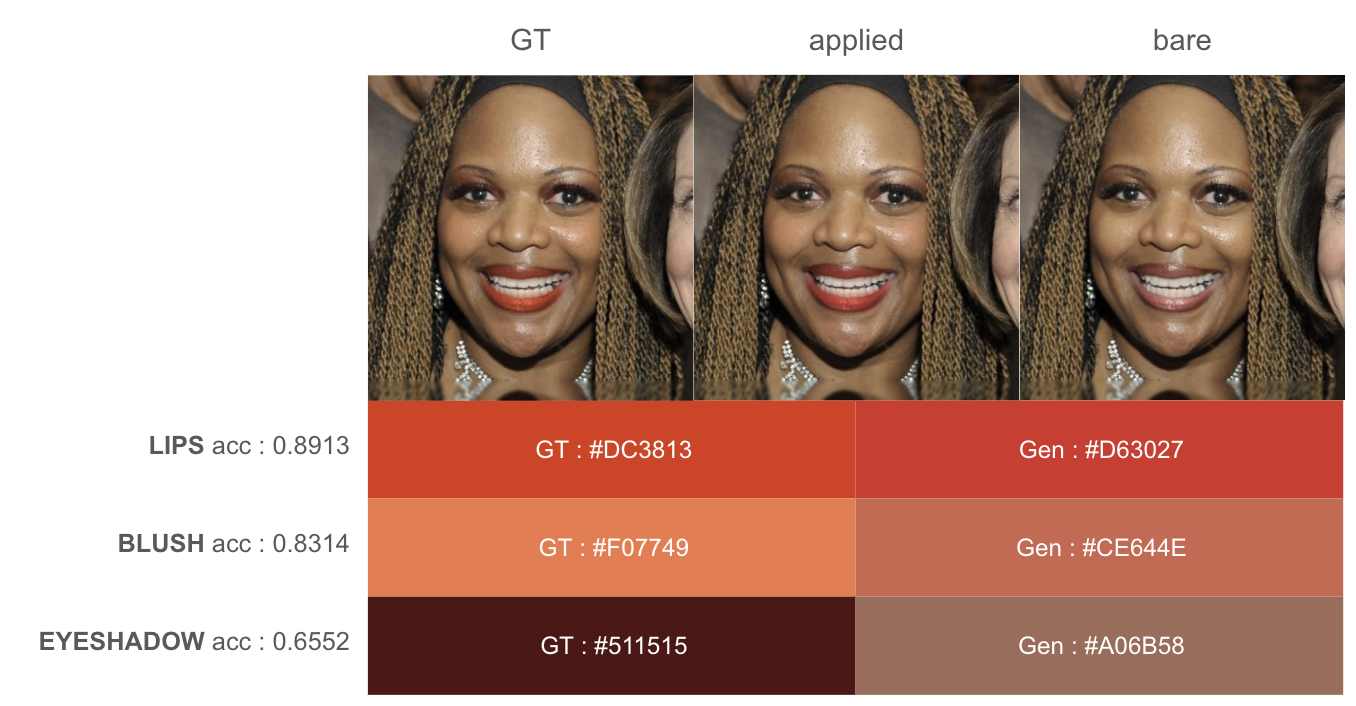 GT applied bare
LIPS acc : 0.8913 GT : #DC3813 Gen : #D63027
BLUSH acc : 0.8314 GT : #F07749 Gen : #CE644E
EYESHADOW acc : 0.6552 GT : #511515 Gen : #A06B58